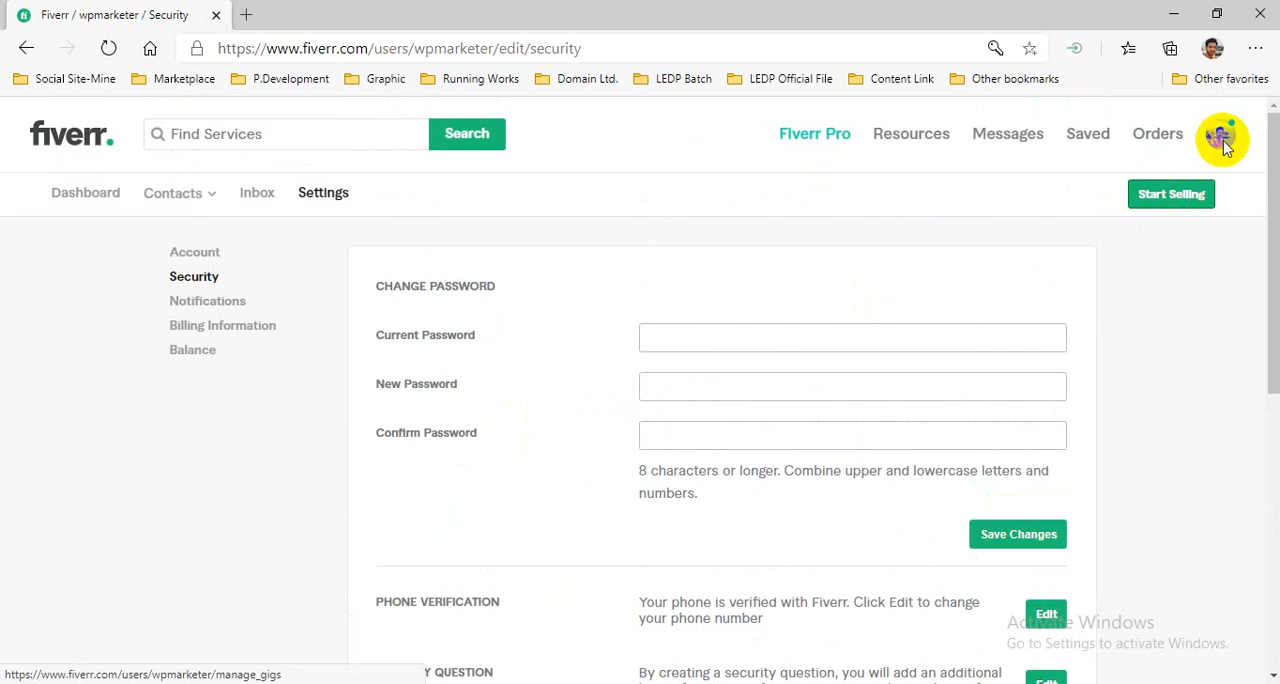 Fiverr / wpmarketer / Security
https://www.fiverr.com/users/wpmarketer/edit/security
Social Site-Mine Marketplace P.Development Graphic Running Works Domain Ltd. LEDP Batch LEDP Official File Content Link Other bookmarks Other favorites
fiverr. Find Services Search Fiverr Pro Resources Messages Saved Orders
Dashboard Contacts Inbox Settings Start Selling
Account
Security
Notifications
Billing Information
Balance
CHANGE PASSWORD
Current Password
New Password
Confirm Password
8 characters or longer. Combine upper and lowercase letters and
numbers.
Save Changes
PHONE VERIFICATION
Your phone is verified with Fiverr. Click Edit to change
your phone number
Edit
Activate Windows
Go to Settings to activate Windows.
Y QUESTION
By creating a security question, you will add an additional
Edit
https://www.fiverr.com/users/wpmarketer/manage_gigs